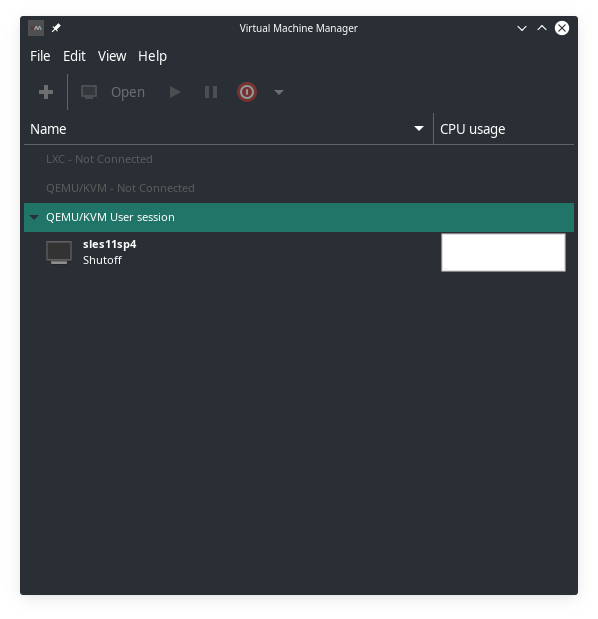 Virtual Machine Manager
File Edit View Help
Open
Name CPU usage
LXC - Not Connected
QEMU/KVM - Not Connected
QEMU/KVM User session
sles11sp4
Shutoff